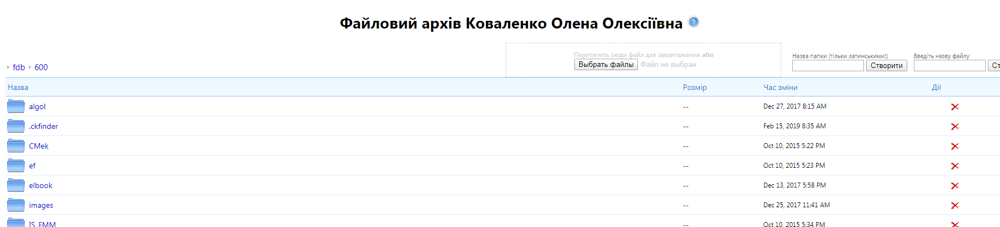 Файловий архів Коваленко Олена Олексіївна ?
Перетягніть сюди файл для завантаження або
Выбрать файлы Файл не выбран
Назва папки (тільки латинськими!) Введіть назву файлу
Створити Ст
fdb 600
Назва Розмір Час зміни Дії
algol -- Dec 27, 2017 8:15 AM
.ckfinder -- Feb 15, 2019 8:35 AM
CMek -- Oct 10, 2015 5:22 PM
ef -- Oct 10, 2015 5:23 PM
elbook -- Dec 13, 2017 5:58 PM
images -- Dec 25, 2017 11:41 AM
IS_FMM -- Oct 10, 2015 5:34 PM